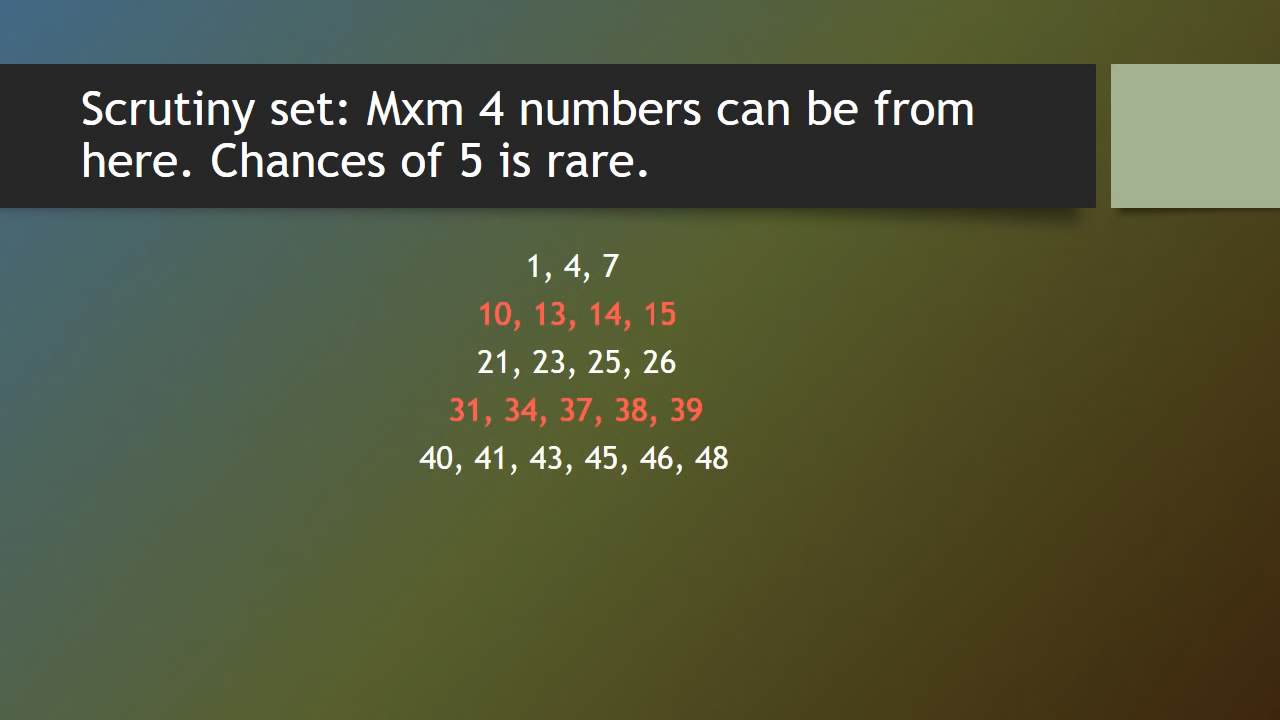 Scrutiny set: Mxm 4 numbers can be from
here. Chances of 5 is rare.
1, 4, 7
10, 13, 14, 15
21, 23, 25, 26
31, 34, 37, 38, 39
40, 41, 43, 45, 46, 48